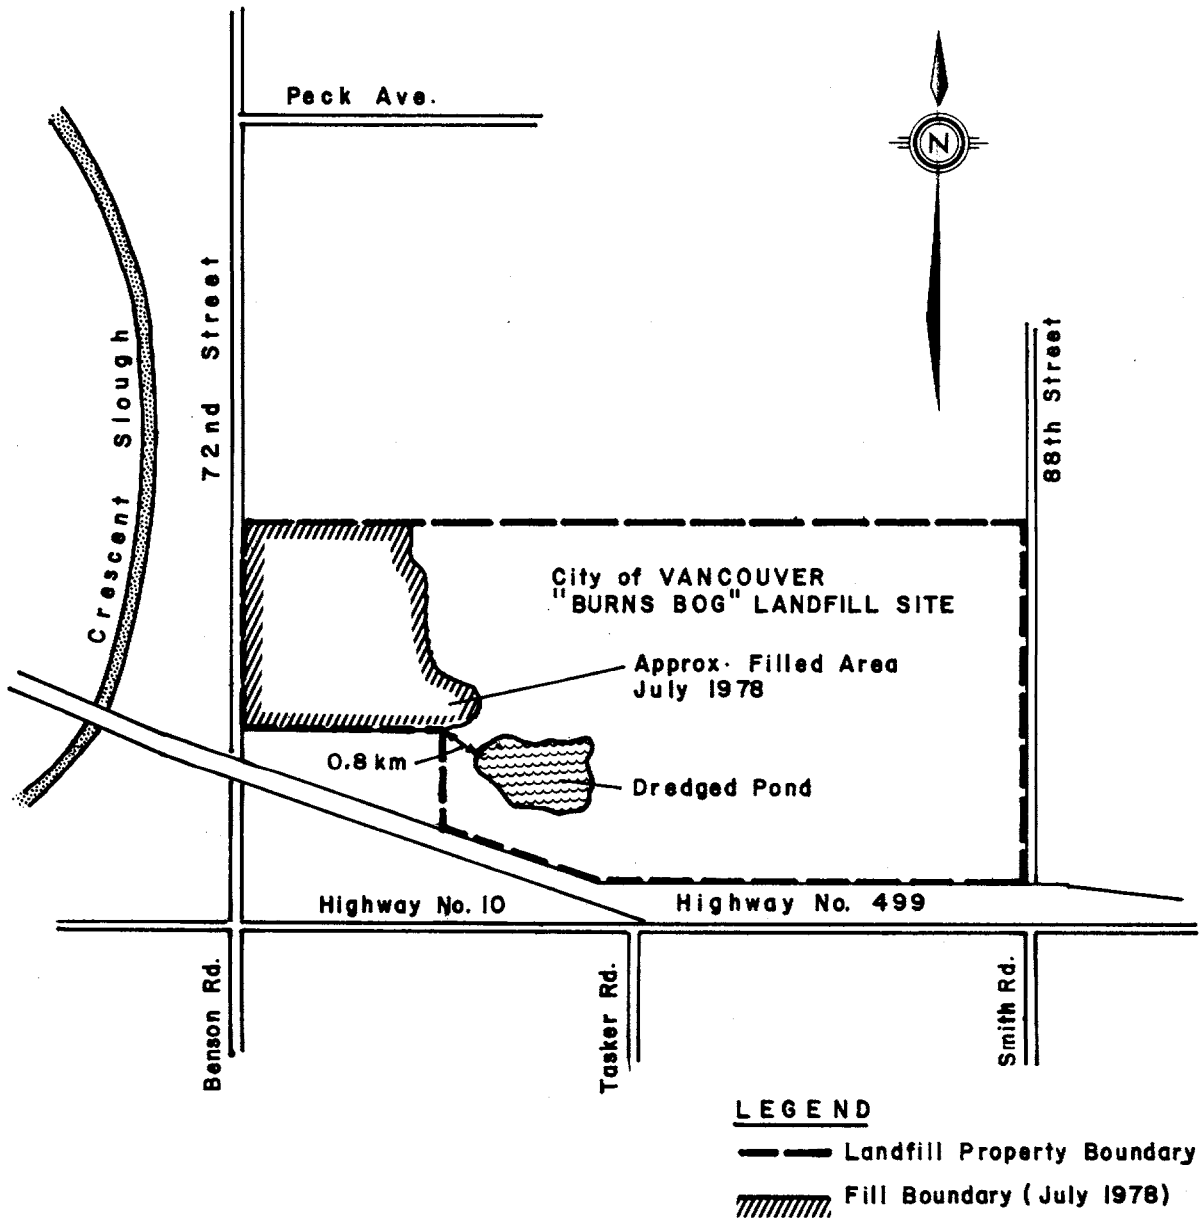 Peck Ave.
N
72nd Street
Crescent Slough
88th Street
City of VANCOUVER
"BURNS BOG" LANDFILL SITE
Approx. Filled Area
July 1978
0.8 km
Dredged Pond
Highway No. 10
Highway No. 499
Benson Rd.
Tasker Rd.
Smith Rd.
LEGEND
Landfill Property Boundary
Fill Boundary (July 1978)